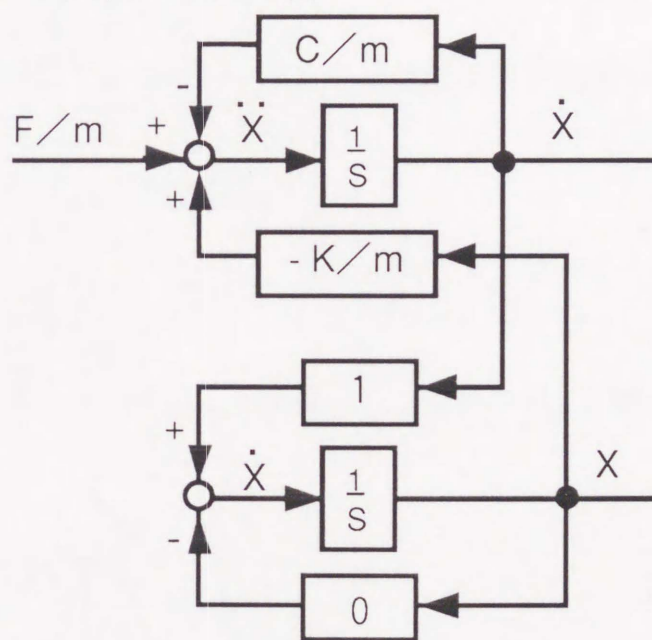 C/m
-
F/m
+
Ẍ
1/S
Ẋ
+
- K/m
1
+
Ẋ
1/S
X
-
0